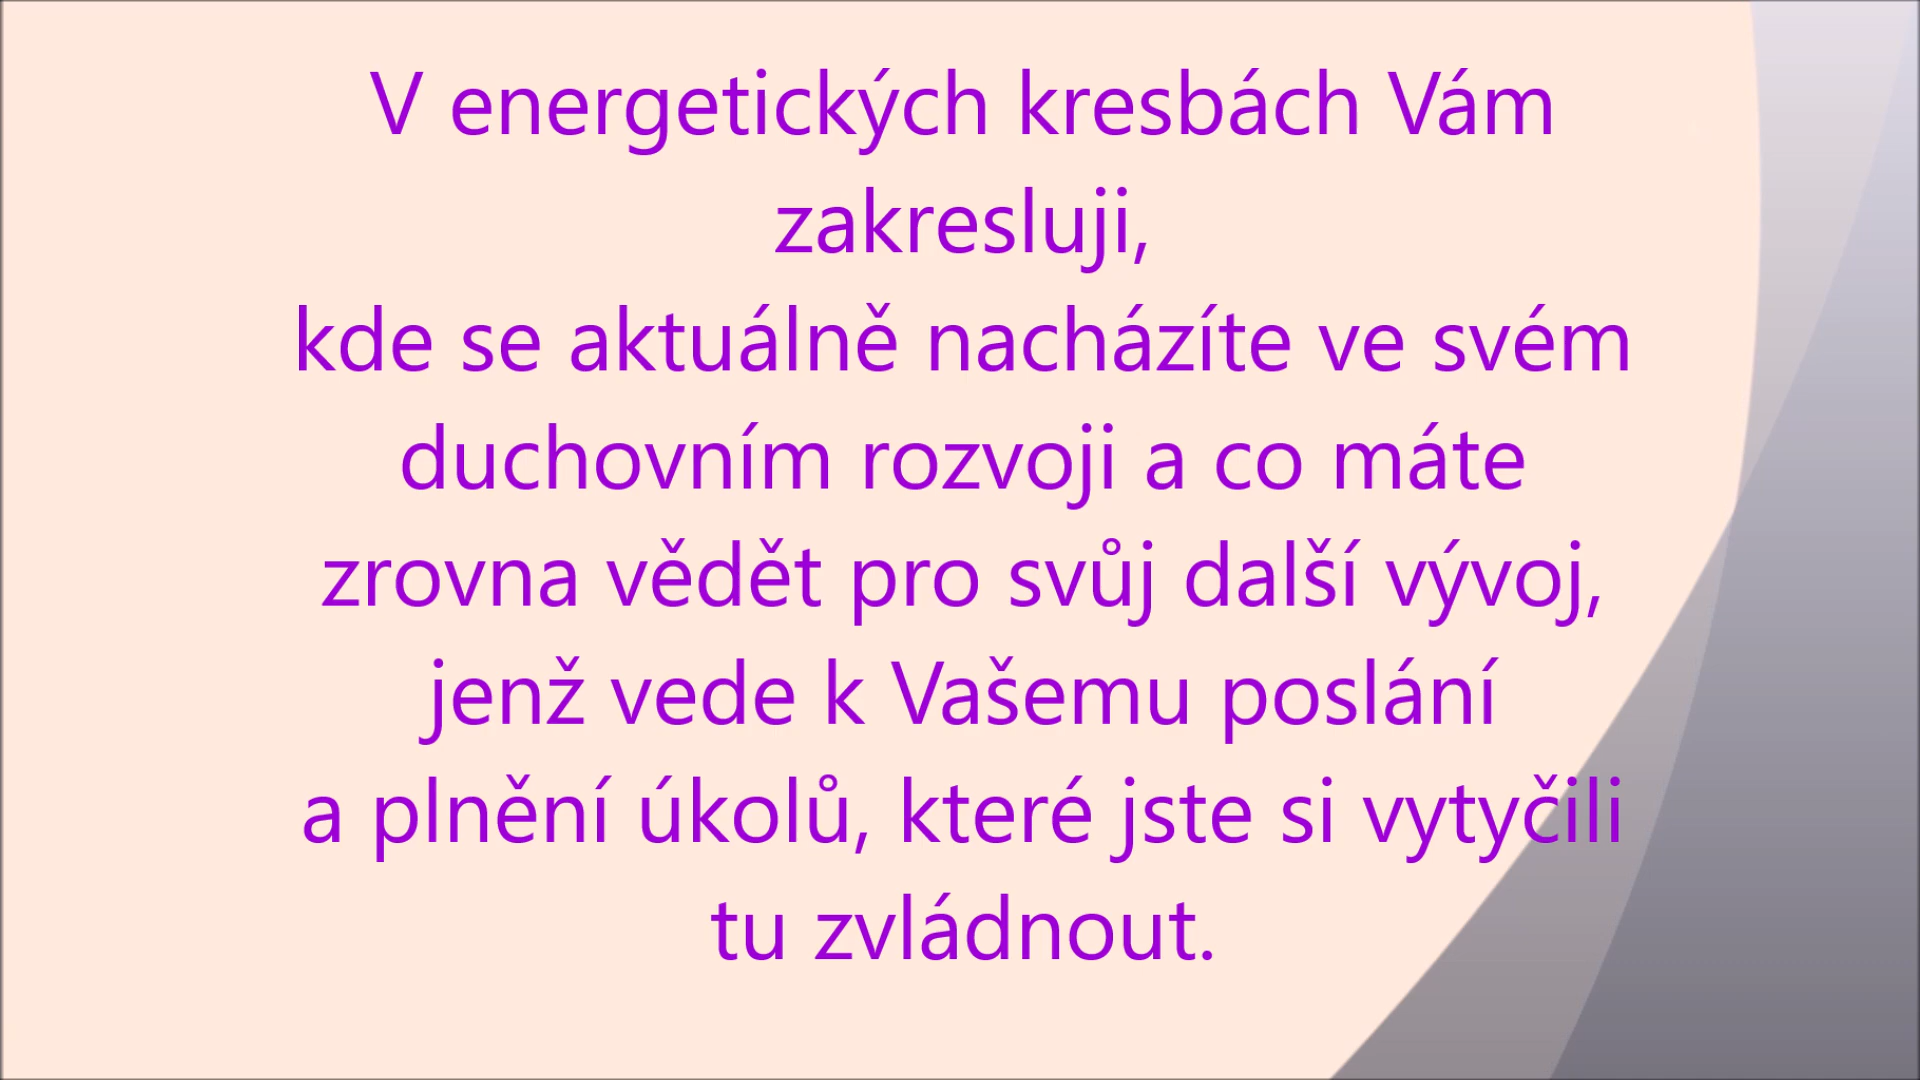 V energetických kresbách Vám
zakresluji,
kde se aktuálně nacházíte ve svém
duchovním rozvoji a co máte
zrovna vědět pro svůj další vývoj,
jenž vede k Vašemu poslání
a plnění úkolů, které jste si vytyčili
tu zvládnout.